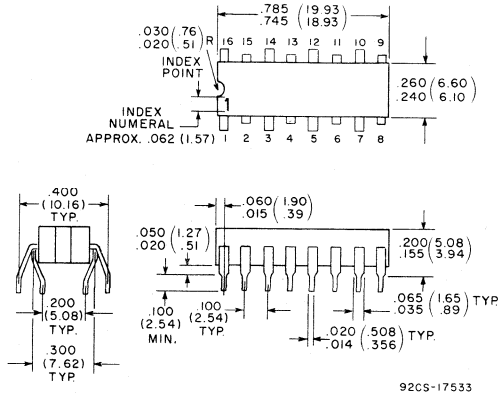 .785 (19.93
.745 (18.93)
.030 (.76
.020 (.51) R
16 15 14 13 12 11 10 9
INDEX
POINT
.260 (6.60
.240 (6.10)
1
INDEX
NUMERAL
APPROX. .062 (1.57)
1 2 3 4 5 6 7 8
.400
(10.16)
TYP.
.060 (1.90
.015 (.39)
.050 (1.27
.020 (.51)
.200 (5.08
.155 (3.94)
.200
(5.08)
TYP.
.100
(2.54)
MIN.
.100
(2.54)
TYP.
.065 (1.65
.035 (.89) TYP.
.020 (.508
.014 (.356) TYP.
.300
(7.62)
TYP.
92CS-17533